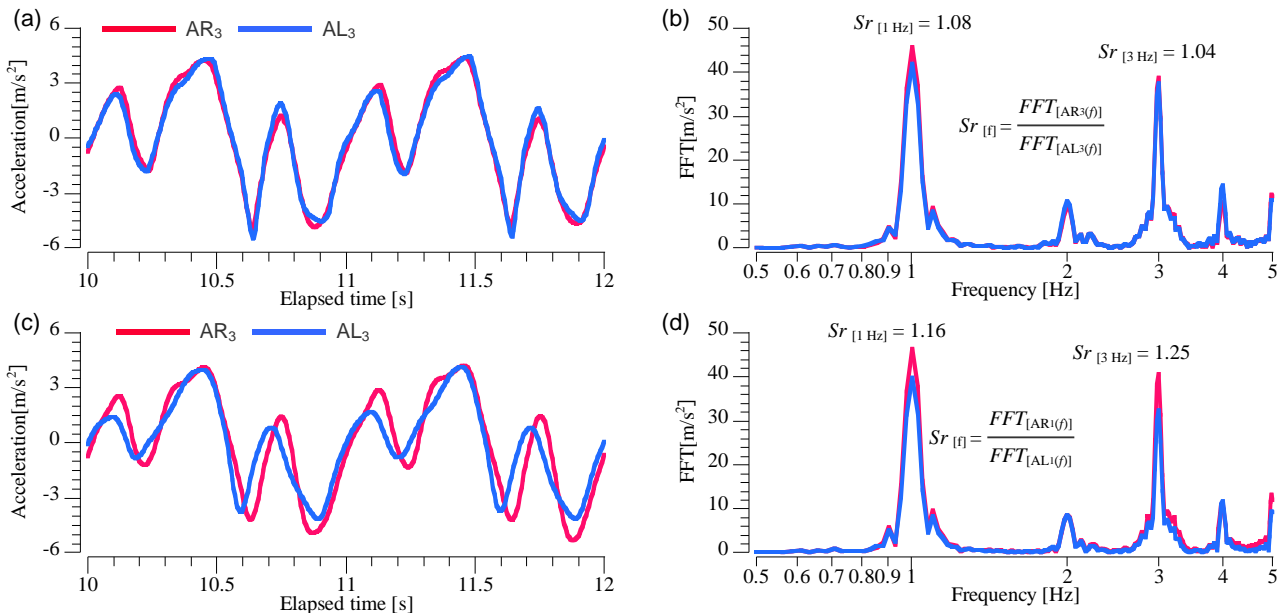 (a)
AR3 AL3
Acceleration[m/s2]
6
3
0
-3
-6
10 10.5 11 11.5 12
Elapsed time [s]
(b)
Sr [1 Hz] = 1.08
Sr [3 Hz] = 1.04
Sr [f] = FFT[AR3(f)]
FFT[AL3(f)]
FFT[m/s2]
50
40
30
20
10
0
0.5 0.6 0.7 0.80.9 1 2 3 4 5
Frequency [Hz]
(c)
AR3 AL3
Acceleration[m/s2]
6
3
0
-3
-6
10 10.5 11 11.5 12
Elapsed time [s]
(d)
Sr [1 Hz] = 1.16
Sr [3 Hz] = 1.25
Sr [f] = FFT[AR1(f)]
FFT[AL1(f)]
FFT[m/s2]
50
40
30
20
10
0
0.5 0.6 0.7 0.80.9 1 2 3 4 5
Frequency [Hz]